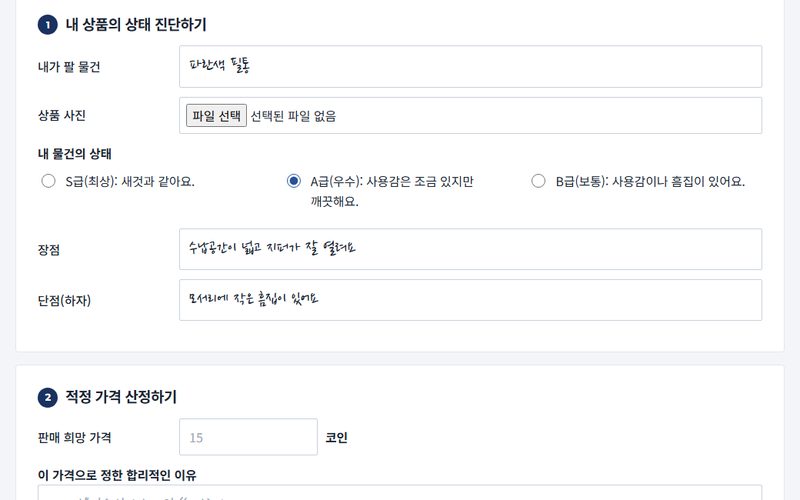 1 내 상품의 상태 진단하기
내가 팔 물건
파란색 필통
상품 사진
파일 선택 선택된 파일 없음
내 물건의 상태
S급(최상): 새것과 같아요.
A급(우수): 사용감은 조금 있지만
깨끗해요.
B급(보통): 사용감이나 흠집이 있어요.
장점
수납공간이 넓고 지퍼가 잘 열려요
단점(하자)
모서리에 작은 흠집이 있어요
2 적정 가격 산정하기
판매 희망 가격
15
코인
이 가격으로 정한 합리적인 이유